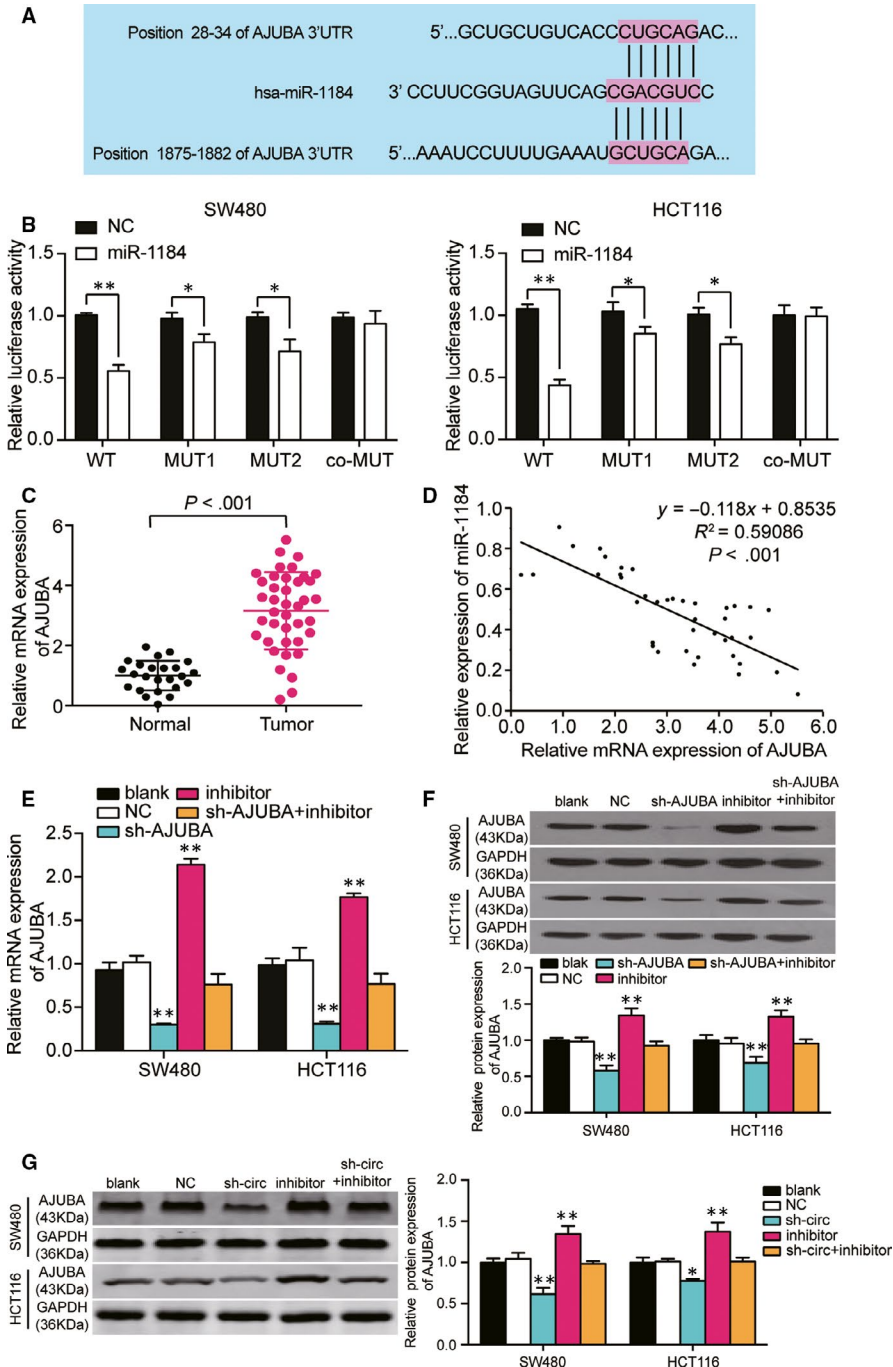 A
Position 28-34 of AJUBA 3'UTR 5'...GCUGCUGUCACCCUGCAGAC...
hsa-miR-1184 3' CCUUCGGUAGUUCAGCGACGUCC
Position 1875-1882 of AJUBA 3'UTR 5'...AAAUCCUUUUGAAAUGCUGCAGA...
B
SW480
NC
miR-1184
Relative luciferase activity
1.5
1.0
0.5
0.0
** * *
WT MUT1 MUT2 co-MUT
HCT116
NC
miR-1184
Relative luciferase activity
1.5
1.0
0.5
0.0
** * *
WT MUT1 MUT2 co-MUT
C
P < .001
Relative mRNA expression
of AJUBA
6
4
2
0
Normal Tumor
D
y = −0.118x + 0.8535
R² = 0.59086
P < .001
Relative expression of miR-1184
1.0
0.8
0.6
0.4
0.2
0.0
0.0 1.0 2.0 3.0 4.0 5.0 6.0
Relative mRNA expression of AJUBA
E
blank inhibitor
NC sh-AJUBA+inhibitor
sh-AJUBA
Relative mRNA expression
of AJUBA
2.5
2.0
1.5
1.0
0.5
0.0
** ** ** **
SW480 HCT116
F
blank NC sh-AJUBA inhibitor sh-AJUBA
+inhibitor
SW480
AJUBA
(43KDa)
GAPDH
(36KDa)
HCT116
AJUBA
(43KDa)
GAPDH
(36KDa)
blak sh-AJUBA sh-AJUBA+inhibitor
NC inhibitor
Relative protein expression
of AJUBA
2.0
1.5
1.0
0.5
0.0
** ** ** **
SW480 HCT116
G
blank NC sh-circ inhibitor sh-circ
+inhibitor
SW480
AJUBA
(43KDa)
GAPDH
(36KDa)
HCT116
AJUBA
(43KDa)
GAPDH
(36KDa)
Relative protein expression
of AJUBA
2.0
1.5
1.0
0.5
0.0
** ** * **
SW480 HCT116
blank
NC
sh-circ
inhibitor
sh-circ+inhibitor